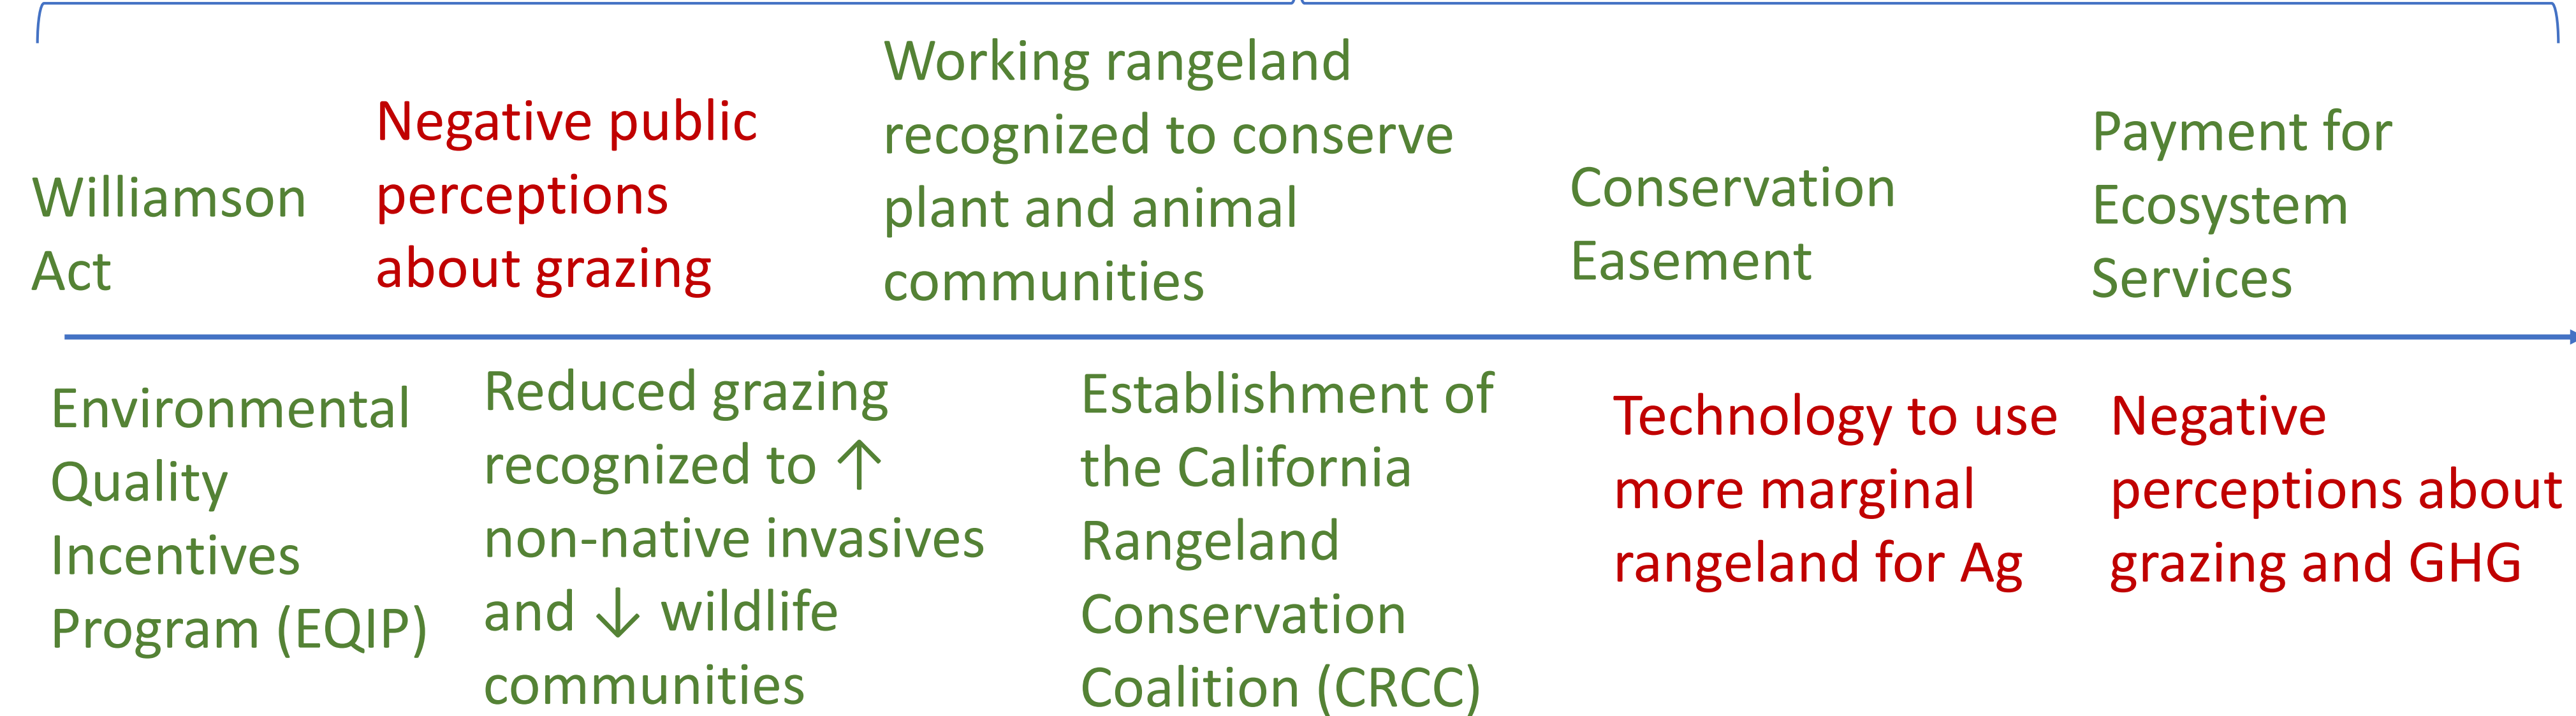 Williamson
Act
Negative public
perceptions
about grazing
Working rangeland
recognized to conserve
plant and animal
communities
Conservation
Easement
Payment for
Ecosystem
Services
Environmental
Quality
Incentives
Program (EQIP)
Reduced grazing
recognized to ↑
non-native invasives
and ↓ wildlife
communities
Establishment of
the California
Rangeland
Conservation
Coalition (CRCC)
Technology to use
more marginal
rangeland for Ag
Negative
perceptions about
grazing and GHG